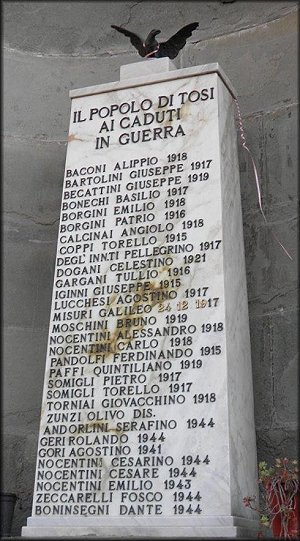 IL POPOLO DI TOSI
AI CADUTI
IN GUERRA
BACONI ALIPPIO 1918
BARTOLINI GIUSEPPE 1917
BECATTINI GIUSEPPE 1919
BONECHI BASILIO 1917
BORGINI EMILIO 1918
BORGINI PATRIO 1916
CALCINAI ANGIOLO 1918
COPPI TORELLO 1915
DEGL'INN.TI PELLEGRINO 1917
DOGANI CELESTINO 1921
GARGANI TULLIO 1916
IGINNI GIUSEPPE 1915
LUCCHESI AGOSTINO 1917
MISURI GALILEO 24 12 1917
MOSCHINI BRUNO 1919
NOCENTINI ALESSANDRO 1918
NOCENTINI CARLO 1918
PANDOLFI FERDINANDO 1915
PAFFI QUINTILIANO 1919
SOMIGLI PIETRO 1917
SOMIGLI TORELLO 1917
TORNIAI GIOVACCHINO 1918
ZUNZI OLIVO DIS.
ANDORLINI SERAFINO 1944
GERI ROLANDO 1944
GORI AGOSTINO 1941
NOCENTINI CESARINO 1944
NOCENTINI CESARE 1944
NOCENTINI EMILIO 1943
ZECCARELLI FOSCO 1944
BONINSEGNI DANTE 1944